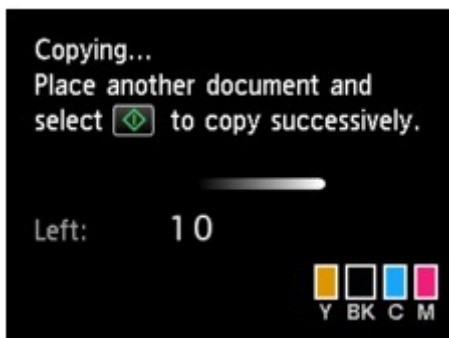 Copying...
Place another document and
select to copy successively.
Left: 10
Y BK C M